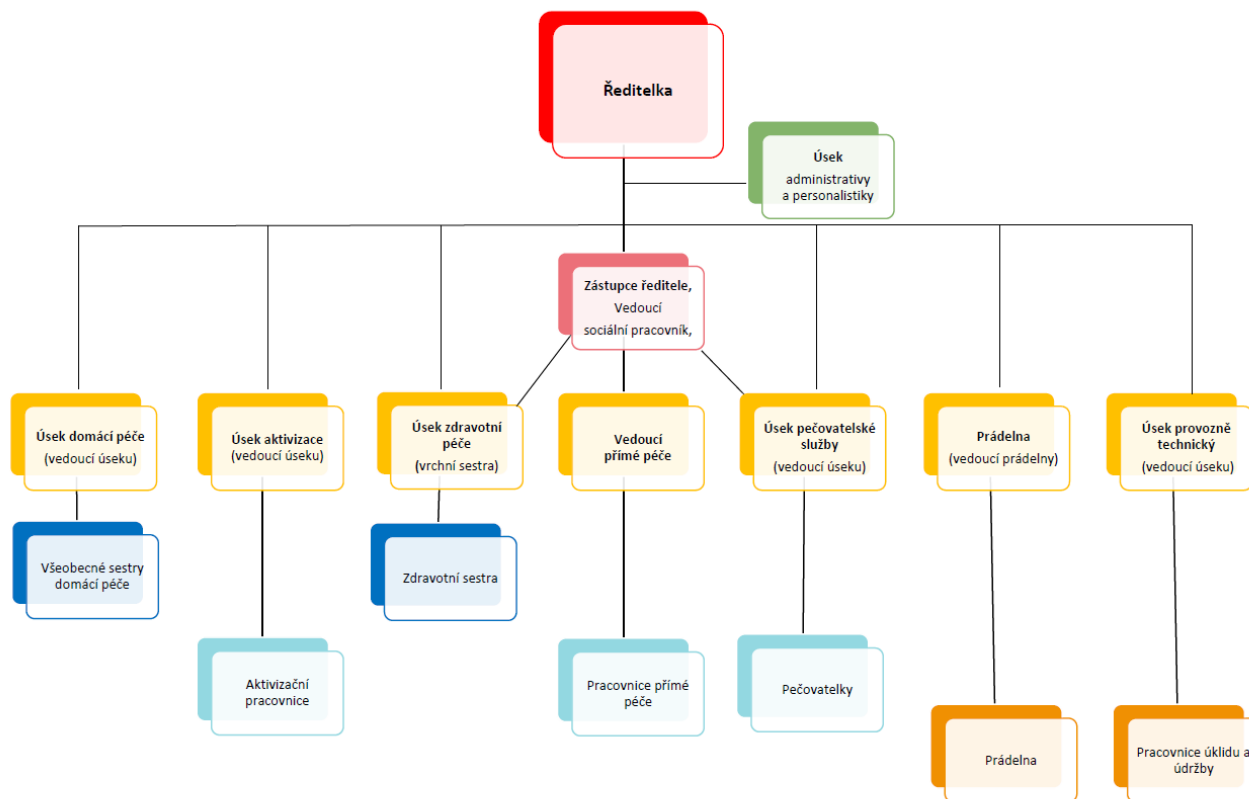 Ředitelka
Úsek
administrativy
a personalistiky
Zástupce ředitele,
Vedoucí
sociální pracovník,
Úsek domácí péče
(vedoucí úseku)
Úsek aktivizace
(vedoucí úseku)
Úsek zdravotní
péče
(vrchní sestra)
Vedoucí
přímé péče
Úsek pečovatelské
služby
(vedoucí úseku)
Prádelna
(vedoucí prádelny)
Úsek provozně
technický
(vedoucí úseku)
Všeobecné sestry
domácí péče
Zdravotní sestra
Aktivizační
pracovnice
Pracovnice přímé
péče
Pečovatelky
Prádelna
Pracovnice úklidu a
údržby